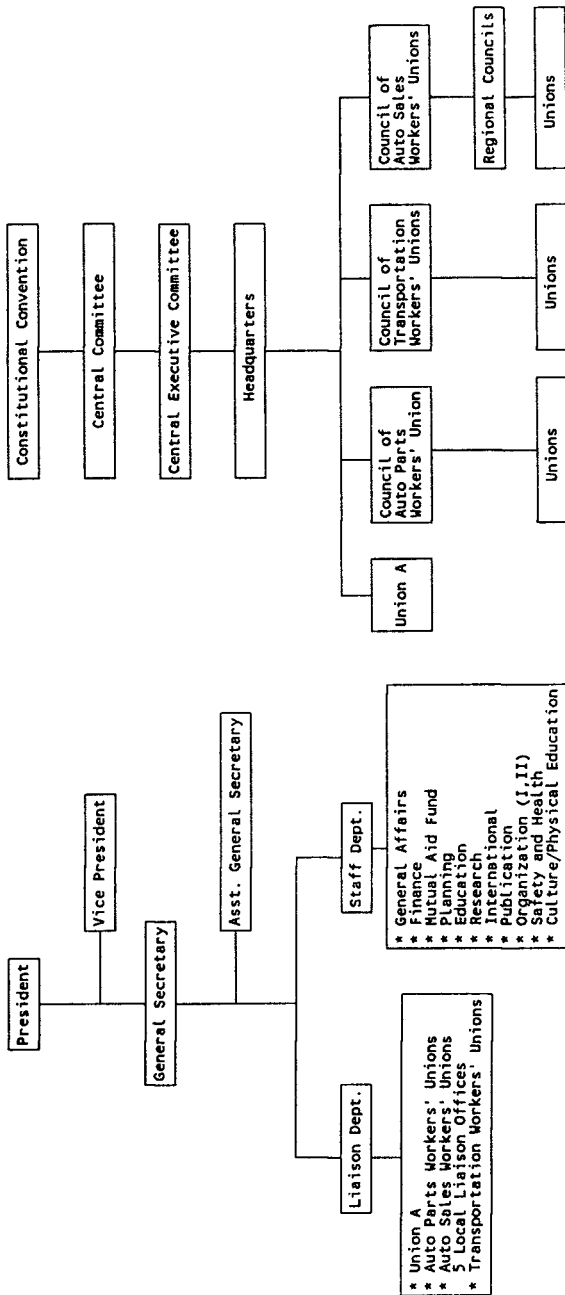 President
Vice President
General Secretary
Asst. General Secretary
Liaison Dept.
Staff Dept.
* Union A
* Auto Parts Workers' Unions
* Auto Sales Workers' Unions
5 Local Liaison Offices
* Transportation Workers' Unions
* General Affairs
* Finance
* Mutual Aid Fund
* Planning
* Education
* Research
* International
* Publication
* Organization (I,II)
* Safety and Health
* Culture/Physical Education
Constitutional Convention
Central Committee
Central Executive Committee
Headquarters
Union A
Council of
Auto Parts
Workers' Union
Council of
Transportation
Workers' Unions
Council of
Auto Sales
Workers' Unions
Regional Councils
Unions
Unions
Unions